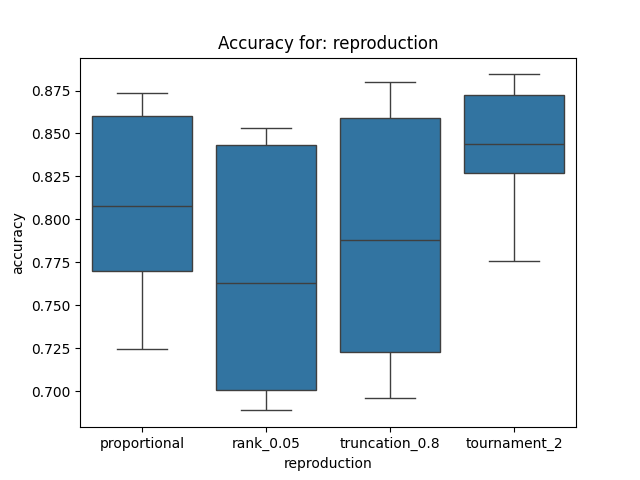 Accuracy for: reproduction
0.875
0.850
0.825
0.800
0.775
0.750
0.725
0.700
accuracy
proportional rank_0.05 truncation_0.8 tournament_2
reproduction